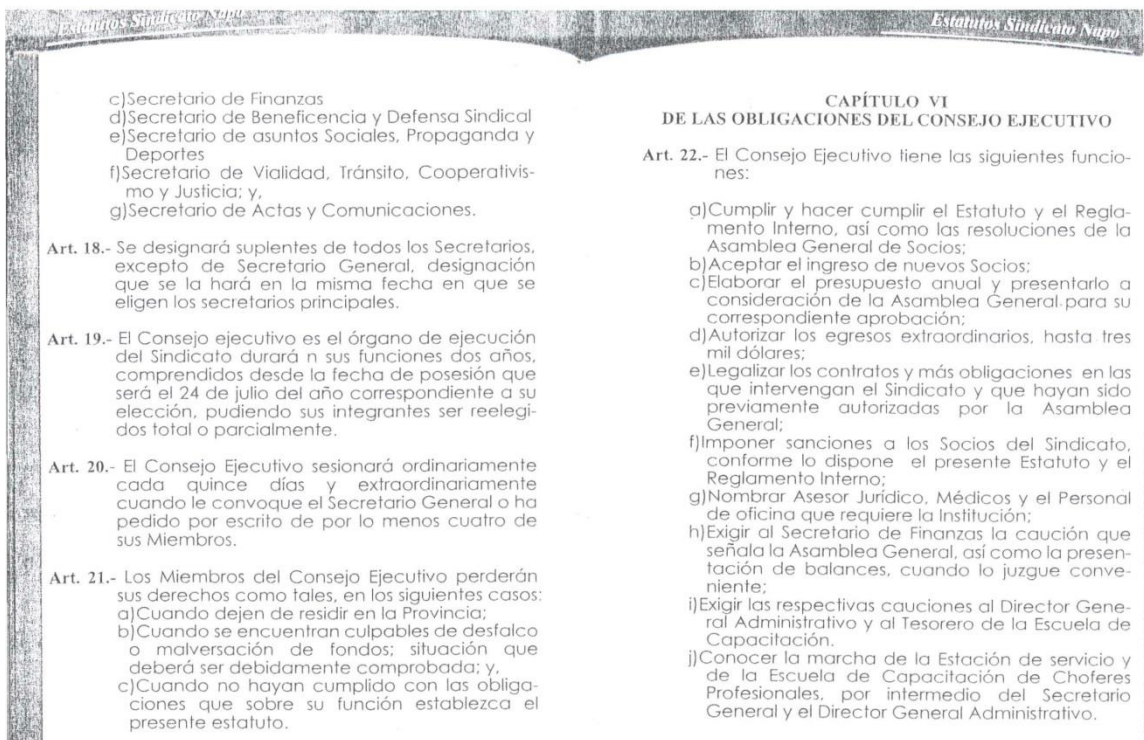 Estatutos Sindicato Napo
c)Secretario de Finanzas
d)Secretario de Beneficencia y Defensa Sindical
e)Secretario de asuntos Sociales, Propaganda y
Deportes
f)Secretario de Vialidad, Tránsito, Cooperativis-
mo y Justicia; y,
g)Secretario de Actas y Comunicaciones.
Art. 18.- Se designará suplentes de todos los Secretarios,
excepto de Secretario General, designación
que se la hará en la misma fecha en que se
eligen los secretarios principales.
Art. 19.- El Consejo ejecutivo es el órgano de ejecución
del Sindicato durará n sus funciones dos años,
comprendidos desde la fecha de posesión que
será el 24 de julio del año correspondiente a su
elección, pudiendo sus integrantes ser reelegi-
dos total o parcialmente.
Art. 20.- El Consejo Ejecutivo sesionará ordinariamente
cada quince días y extraordinariamente
cuando le convoque el Secretario General o ha
pedido por escrito de por lo menos cuatro de
sus Miembros.
Art. 21.- Los Miembros del Consejo Ejecutivo perderán
sus derechos como tales, en los siguientes casos:
a)Cuando dejen de residir en la Provincia;
b)Cuando se encuentran culpables de desfalco
o malversación de fondos; situación que
deberá ser debidamente comprobada; y,
c)Cuando no hayan cumplido con las obliga-
ciones que sobre su función establezca el
presente estatuto.
Estatutos Sindicato Napo
CAPÍTULO VI
DE LAS OBLIGACIONES DEL CONSEJO EJECUTIVO
Art. 22.- El Consejo Ejecutivo tiene las siguientes funcio-
nes:
a)Cumplir y hacer cumplir el Estatuto y el Regla-
mento Interno, así como las resoluciones de la
Asamblea General de Socios;
b)Aceptar el ingreso de nuevos Socios;
c)Elaborar el presupuesto anual y presentarlo a
consideración de la Asamblea General para su
correspondiente aprobación;
d)Autorizar los egresos extraordinarios, hasta tres
mil dólares;
e)Legalizar los contratos y más obligaciones en las
que intervengan el Sindicato y que hayan sido
previamente autorizadas por la Asamblea
General;
f)Imponer sanciones a los Socios del Sindicato,
conforme lo dispone el presente Estatuto y el
Reglamento Interno;
g)Nombrar Asesor Jurídico, Médicos y el Personal
de oficina que requiere la Institución;
h)Exigir al Secretario de Finanzas la caución que
señala la Asamblea General, así como la presen-
tación de balances, cuando lo juzgue conve-
niente;
i)Exigir las respectivas cauciones al Director Gene-
ral Administrativo y al Tesorero de la Escuela de
Capacitación.
j)Conocer la marcha de la Estación de servicio y
de la Escuela de Capacitación de Choferes
Profesionales, por intermedio del Secretario
General y el Director General Administrativo.